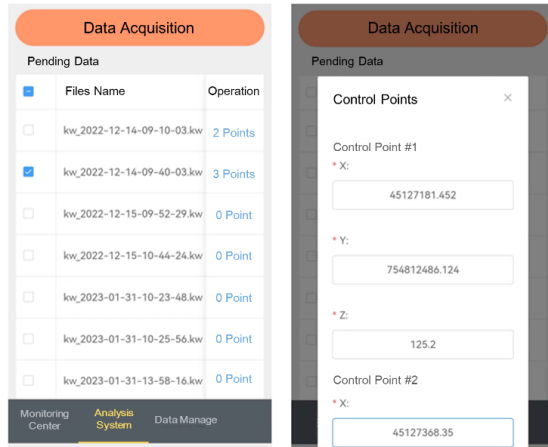 Data Acquisition
Pending Data
Files Name Operation
kw_2022-12-14-09-10-03.kw 2 Points
kw_2022-12-14-09-40-03.kw 3 Points
kw_2022-12-15-09-52-29.kw 0 Point
kw_2022-12-15-10-44-24.kw 0 Point
kw_2023-01-31-10-23-48.kw 0 Point
kw_2023-01-31-10-25-56.kw 0 Point
kw_2023-01-31-13-58-16.kw 0 Point
Monitoring Analysis
Center System Data Manage
Data Acquisition
Pending Data
Control Points ×
Control Point #1
* X:
45127181.452
* Y:
754812486.124
* Z:
125.2
Control Point #2
* X:
45127368.35